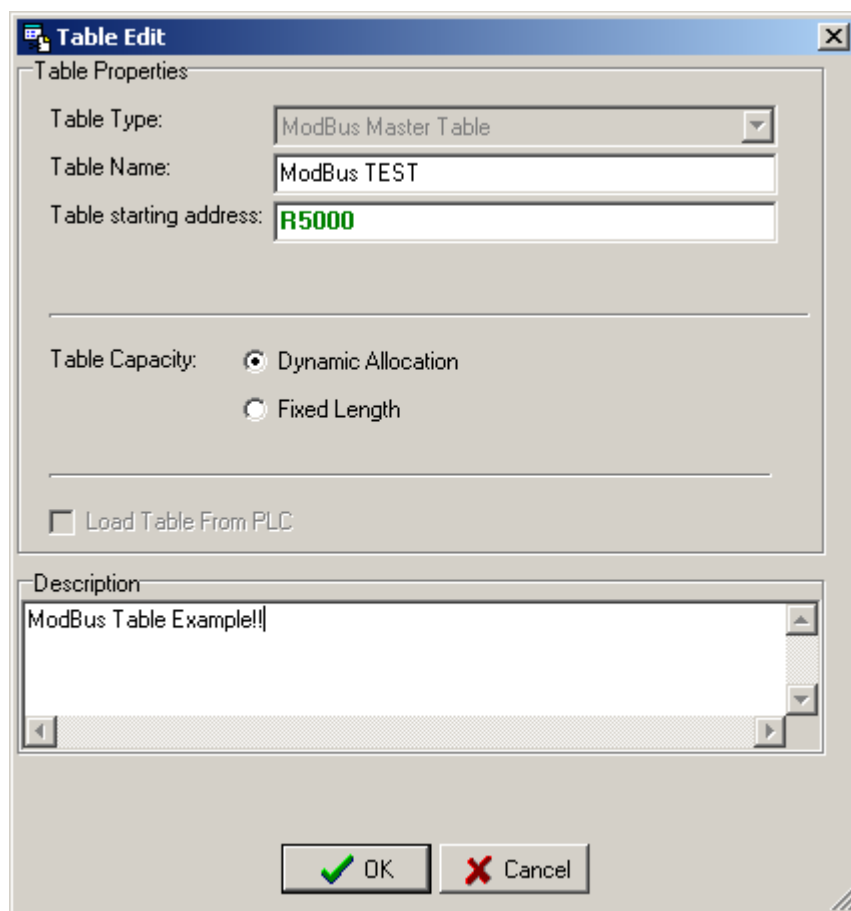 Table Edit
Table Properties
Table Type: ModBus Master Table
Table Name: ModBus TEST
Table starting address: R5000
Table Capacity: Dynamic Allocation
Fixed Length
Load Table From PLC
Description
ModBus Table Example!!
OK Cancel